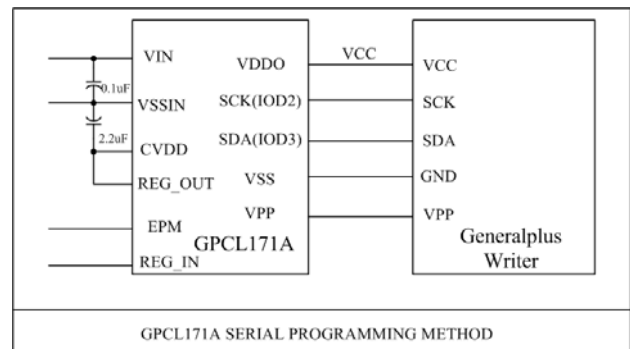 VIN
VDDO
VCC
VCC
0.1uF
VSSIN
SCK(IOD2)
SCK
2.2uF
CVDD
SDA(IOD3)
SDA
REG_OUT
VSS
GND
EPM
VPP
VPP
GPCL171A
Generalplus
Writer
REG_IN
GPCL171A SERIAL PROGRAMMING METHOD